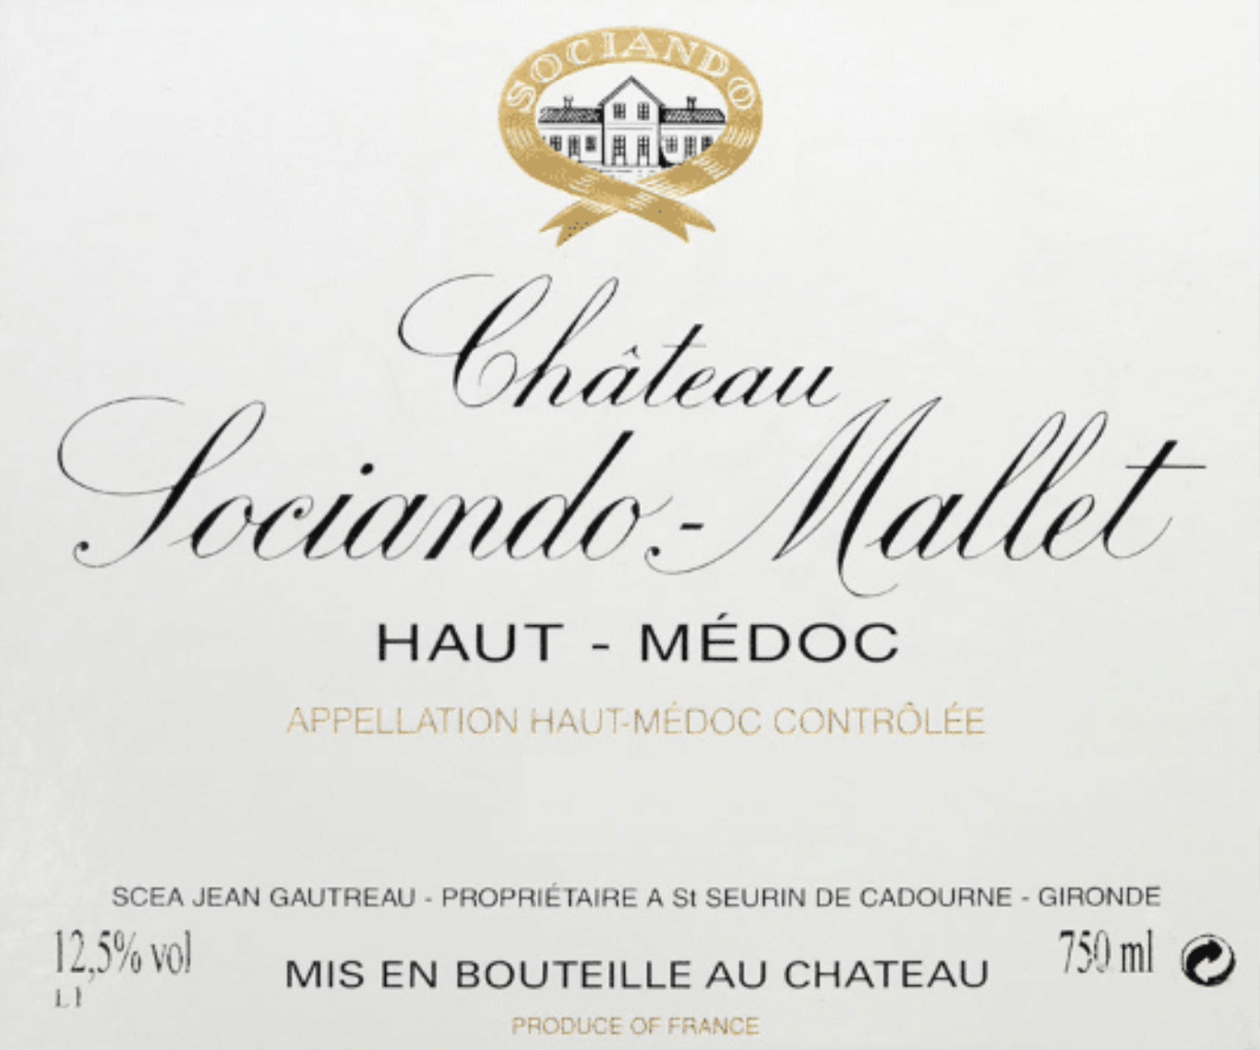 SOCIANDO
Château
Sociando-Mallet
HAUT - MÉDOC
APPELLATION HAUT-MÉDOC CONTRÔLÉE
SCEA JEAN GAUTREAU - PROPRIÉTAIRE A St SEURIN DE CADOURNE - GIRONDE
12,5% vol
750 ml
L1
MIS EN BOUTEILLE AU CHATEAU
PRODUCE OF FRANCE